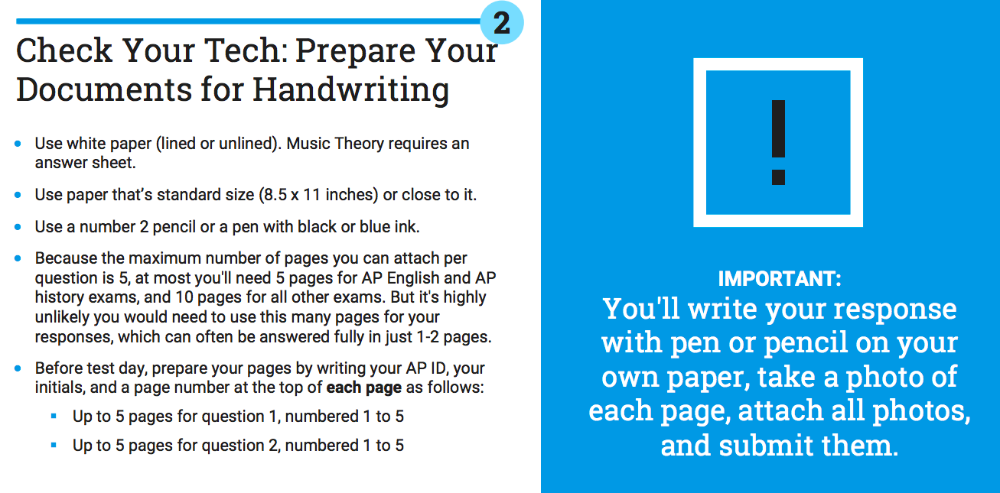 2
Check Your Tech: Prepare Your
Documents for Handwriting
• Use white paper (lined or unlined). Music Theory requires an
answer sheet.
• Use paper that’s standard size (8.5 x 11 inches) or close to it.
• Use a number 2 pencil or a pen with black or blue ink.
• Because the maximum number of pages you can attach per
question is 5, at most you'll need 5 pages for AP English and AP
history exams, and 10 pages for all other exams. But it's highly
unlikely you would need to use this many pages for your
responses, which can often be answered fully in just 1-2 pages.
• Before test day, prepare your pages by writing your AP ID, your
initials, and a page number at the top of each page as follows:
▪ Up to 5 pages for question 1, numbered 1 to 5
▪ Up to 5 pages for question 2, numbered 1 to 5
!
IMPORTANT:
You'll write your response
with pen or pencil on your
own paper, take a photo of
each page, attach all photos,
and submit them.